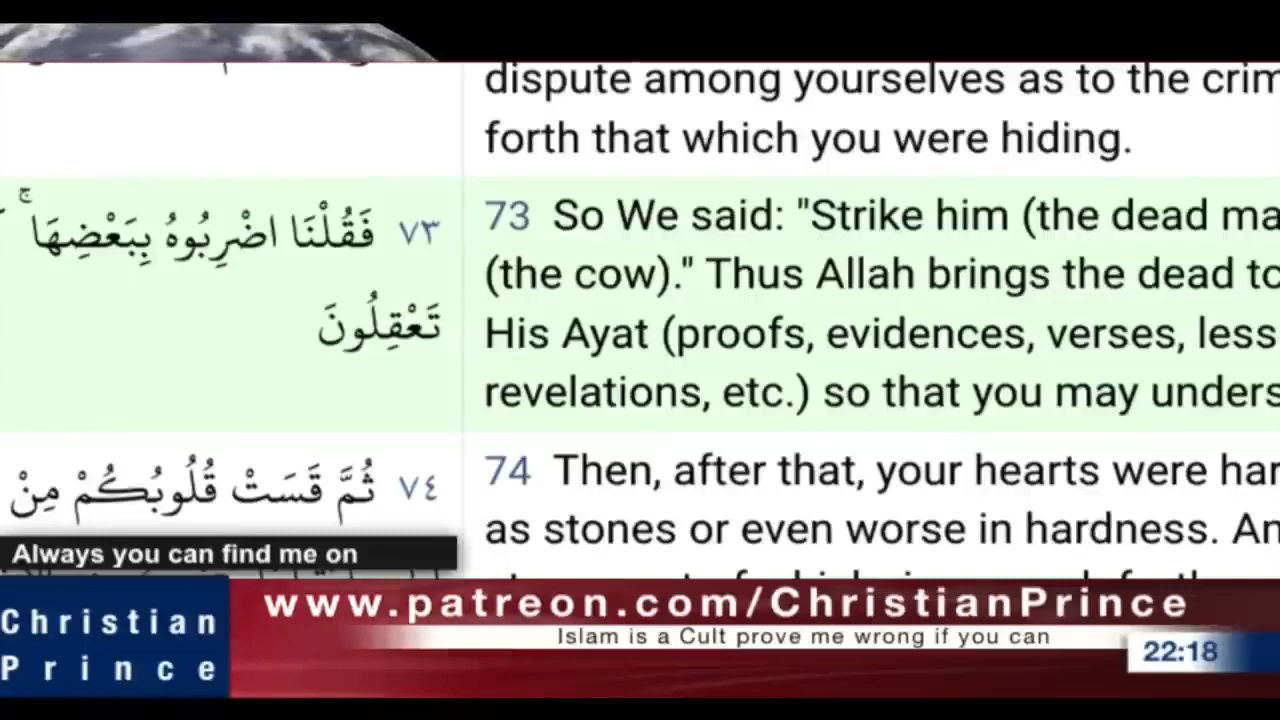 dispute among yourselves as to the crim
forth that which you were hiding.
٧٣ فَقُلْنَا اضْرِبُوهُ بِبَعْضِهَا ۚ
تَعْقِلُونَ
73 So We said: "Strike him (the dead ma
(the cow)." Thus Allah brings the dead to
His Ayat (proofs, evidences, verses, less
revelations, etc.) so that you may unders
٧٤ ثُمَّ قَسَتْ قُلُوبُكُمْ مِنْ
74 Then, after that, your hearts were har
as stones or even worse in hardness. An
Always you can find me on
www.patreon.com/ChristianPrince
Islam is a Cult prove me wrong if you can
Christian
Prince
22:18